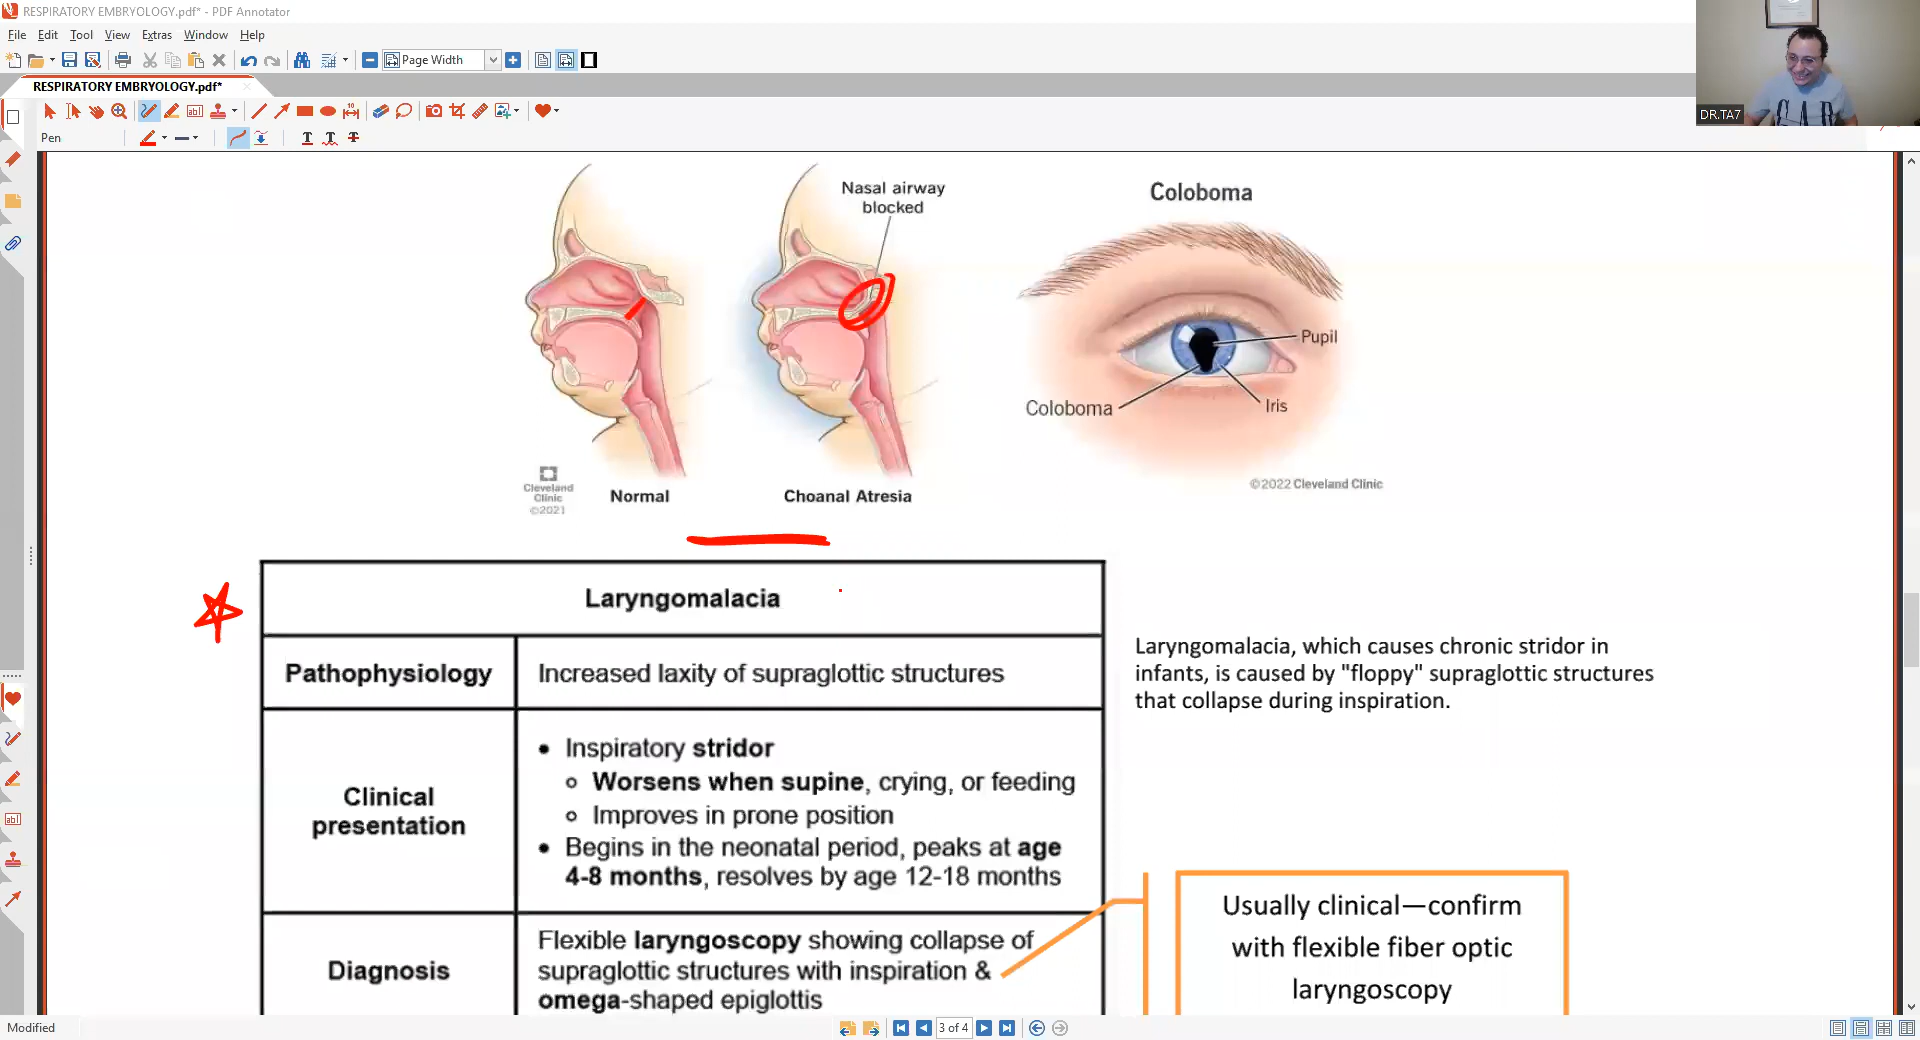 RESPIRATORY EMBRYOLOGY.pdf* - PDF Annotator
File Edit Tool View Extras Window Help
Page Width
RESPIRATORY EMBRYOLOGY.pdf*
DR.TA7
Pen
Nasal airway
blocked
Coloboma
Pupil
Coloboma
Iris
Cleveland
Clinic
©2021
Normal
Choanal Atresia
©2022 Cleveland Clinic
Laryngomalacia
Pathophysiology
Increased laxity of supraglottic structures
Laryngomalacia, which causes chronic stridor in
infants, is caused by "floppy" supraglottic structures
that collapse during inspiration.
Clinical
presentation
• Inspiratory stridor
o Worsens when supine, crying, or feeding
o Improves in prone position
• Begins in the neonatal period, peaks at age
4-8 months, resolves by age 12-18 months
Diagnosis
Flexible laryngoscopy showing collapse of
supraglottic structures with inspiration &
omega-shaped epiglottis
Usually clinical—confirm
with flexible fiber optic
laryngoscopy
Modified
3 of 4